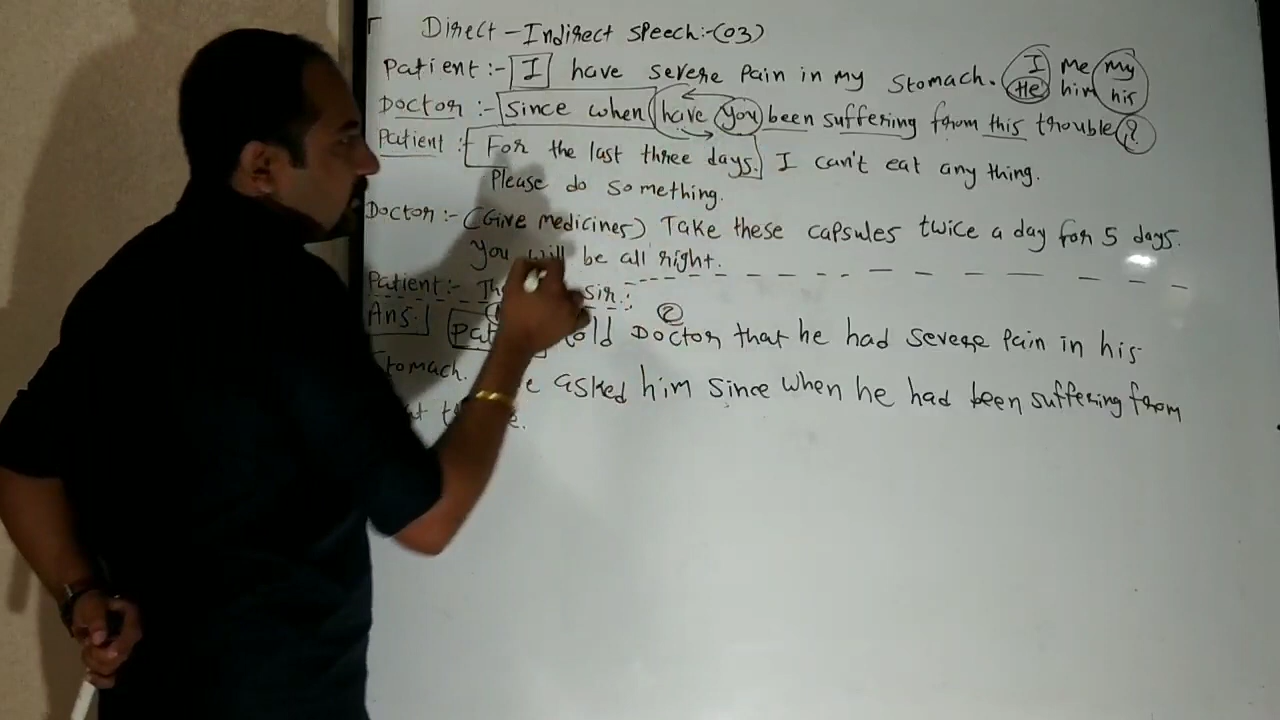 Direct - Indirect speech:-(03)
Patient :- I have severe pain in my stomach. I me my
He him his
Doctor :- since when have you been suffering from this trouble?
Patient :- For the last three days. I can't eat any thing.
Please do something.
Doctor :- (Give medicines) Take these capsules twice a day for 5 days.
you will be all right.
Patient:- Sir.
Ans. told Doctor that he had severe pain in his
②
stomach. asked him since when he had been suffering from